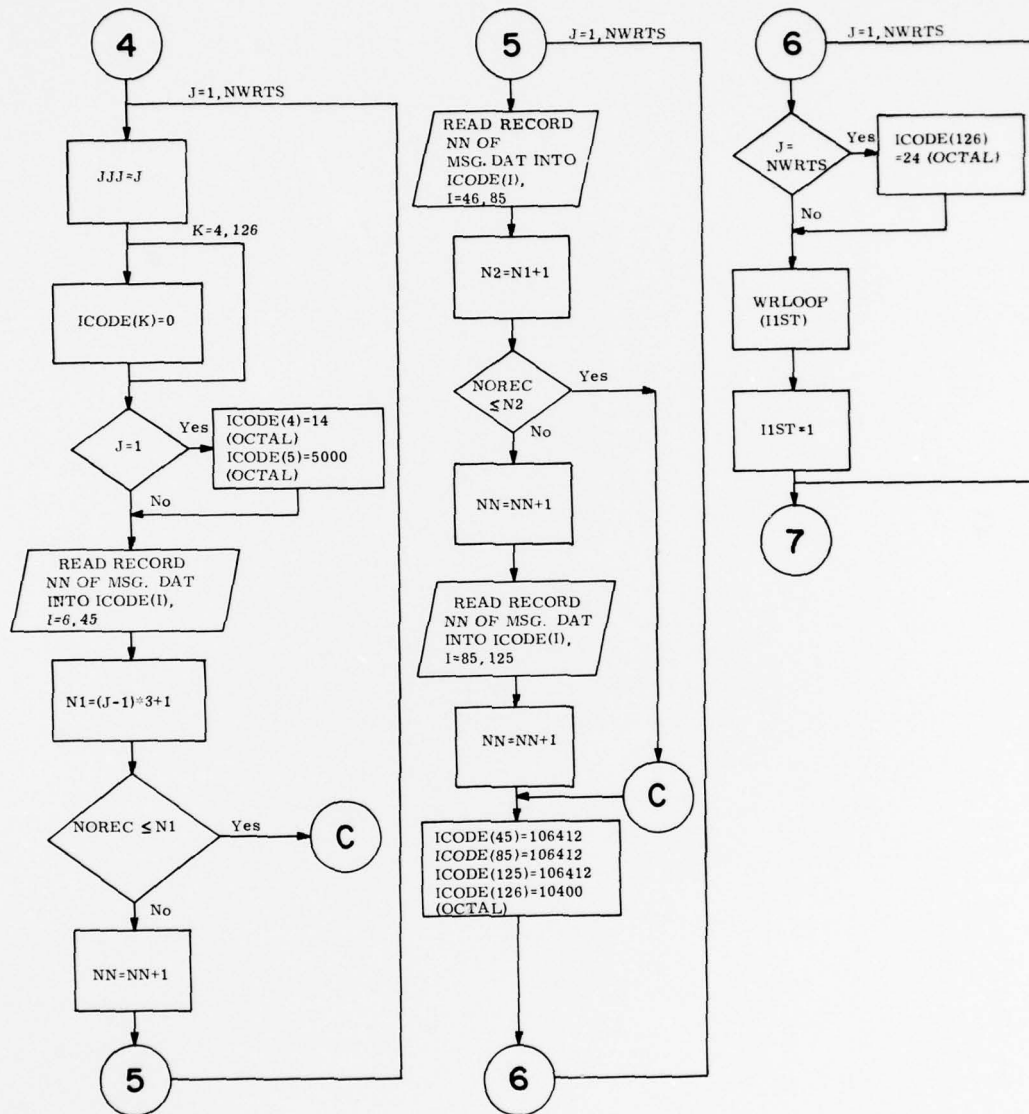 4
J=1, NWRTS
JJJ=J
K=4, 126
ICODE(K)=0
J=1
Yes
ICODE(4)=14
(OCTAL)
ICODE(5)=5000
(OCTAL)
No
READ RECORD
NN OF MSG. DAT
INTO ICODE(I),
I=6, 45
N1=(J-1)*3+1
NOREC ≤ N1
Yes
C
No
NN=NN+1
5
5
J=1, NWRTS
READ RECORD
NN OF
MSG. DAT INTO
ICODE(I),
I=46, 85
N2=N1+1
NOREC
≤N2
Yes
No
NN=NN+1
READ RECORD
NN OF MSG. DAT
INTO ICODE(I),
I=85, 125
NN=NN+1
C
ICODE(45)=106412
ICODE(85)=106412
ICODE(125)=106412
ICODE(126)=10400
(OCTAL)
6
6
J=1, NWRTS
J=
NWRTS
Yes
ICODE(126)
=24 (OCTAL)
No
WRLOOP
(I1ST)
I1ST=1
7